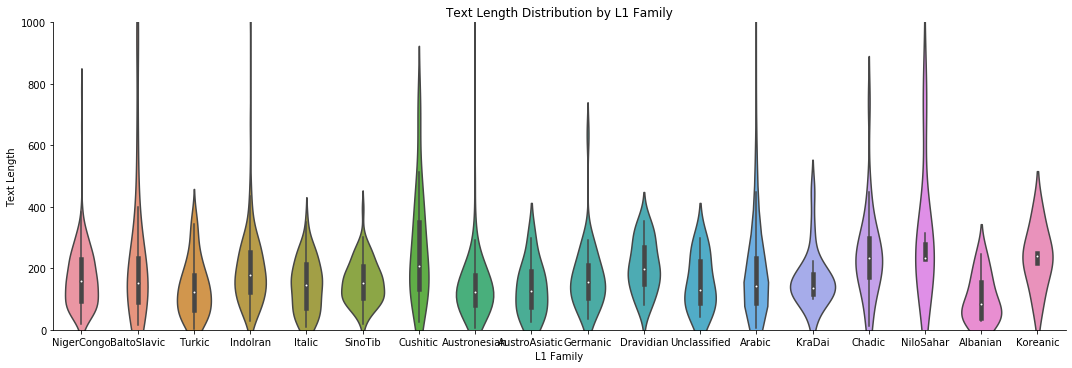 Text Length Distribution by L1 Family
1000
800
600
400
200
0
Text Length
NigerCongo BaltoSlavic Turkic IndoIran Italic SinoTib Cushitic Austronesian AustroAsiatic Germanic Dravidian Unclassified Arabic KraDai Chadic NiloSahar Albanian Koreanic
L1 Family